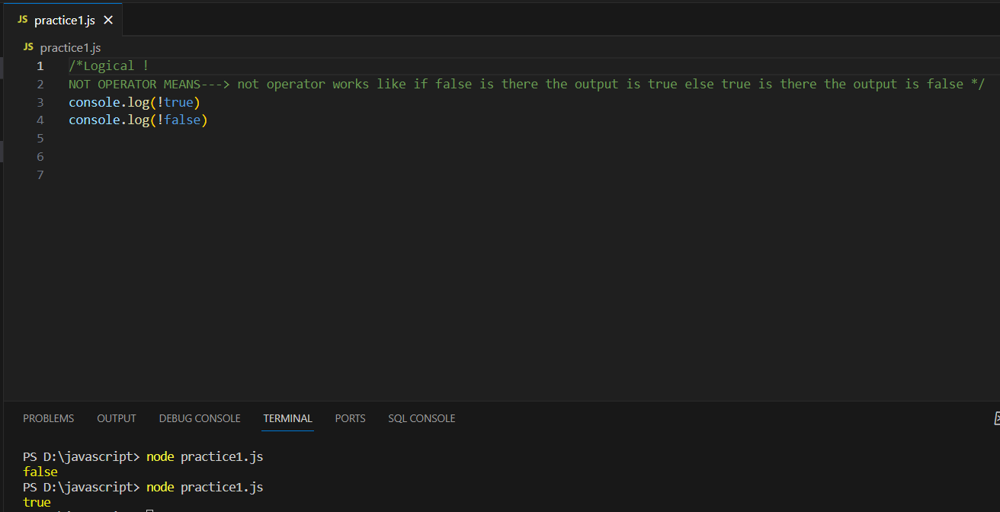 JS practice1.js ✕
JS practice1.js
1 /*Logical !
2 NOT OPERATOR MEANS---> not operator works like if false is there the output is true else true is there the output is false */
3 console.log(!true)
4 console.log(!false)
5
6
7
PROBLEMS OUTPUT DEBUG CONSOLE TERMINAL PORTS SQL CONSOLE
PS D:\javascript> node practice1.js
false
PS D:\javascript> node practice1.js
true